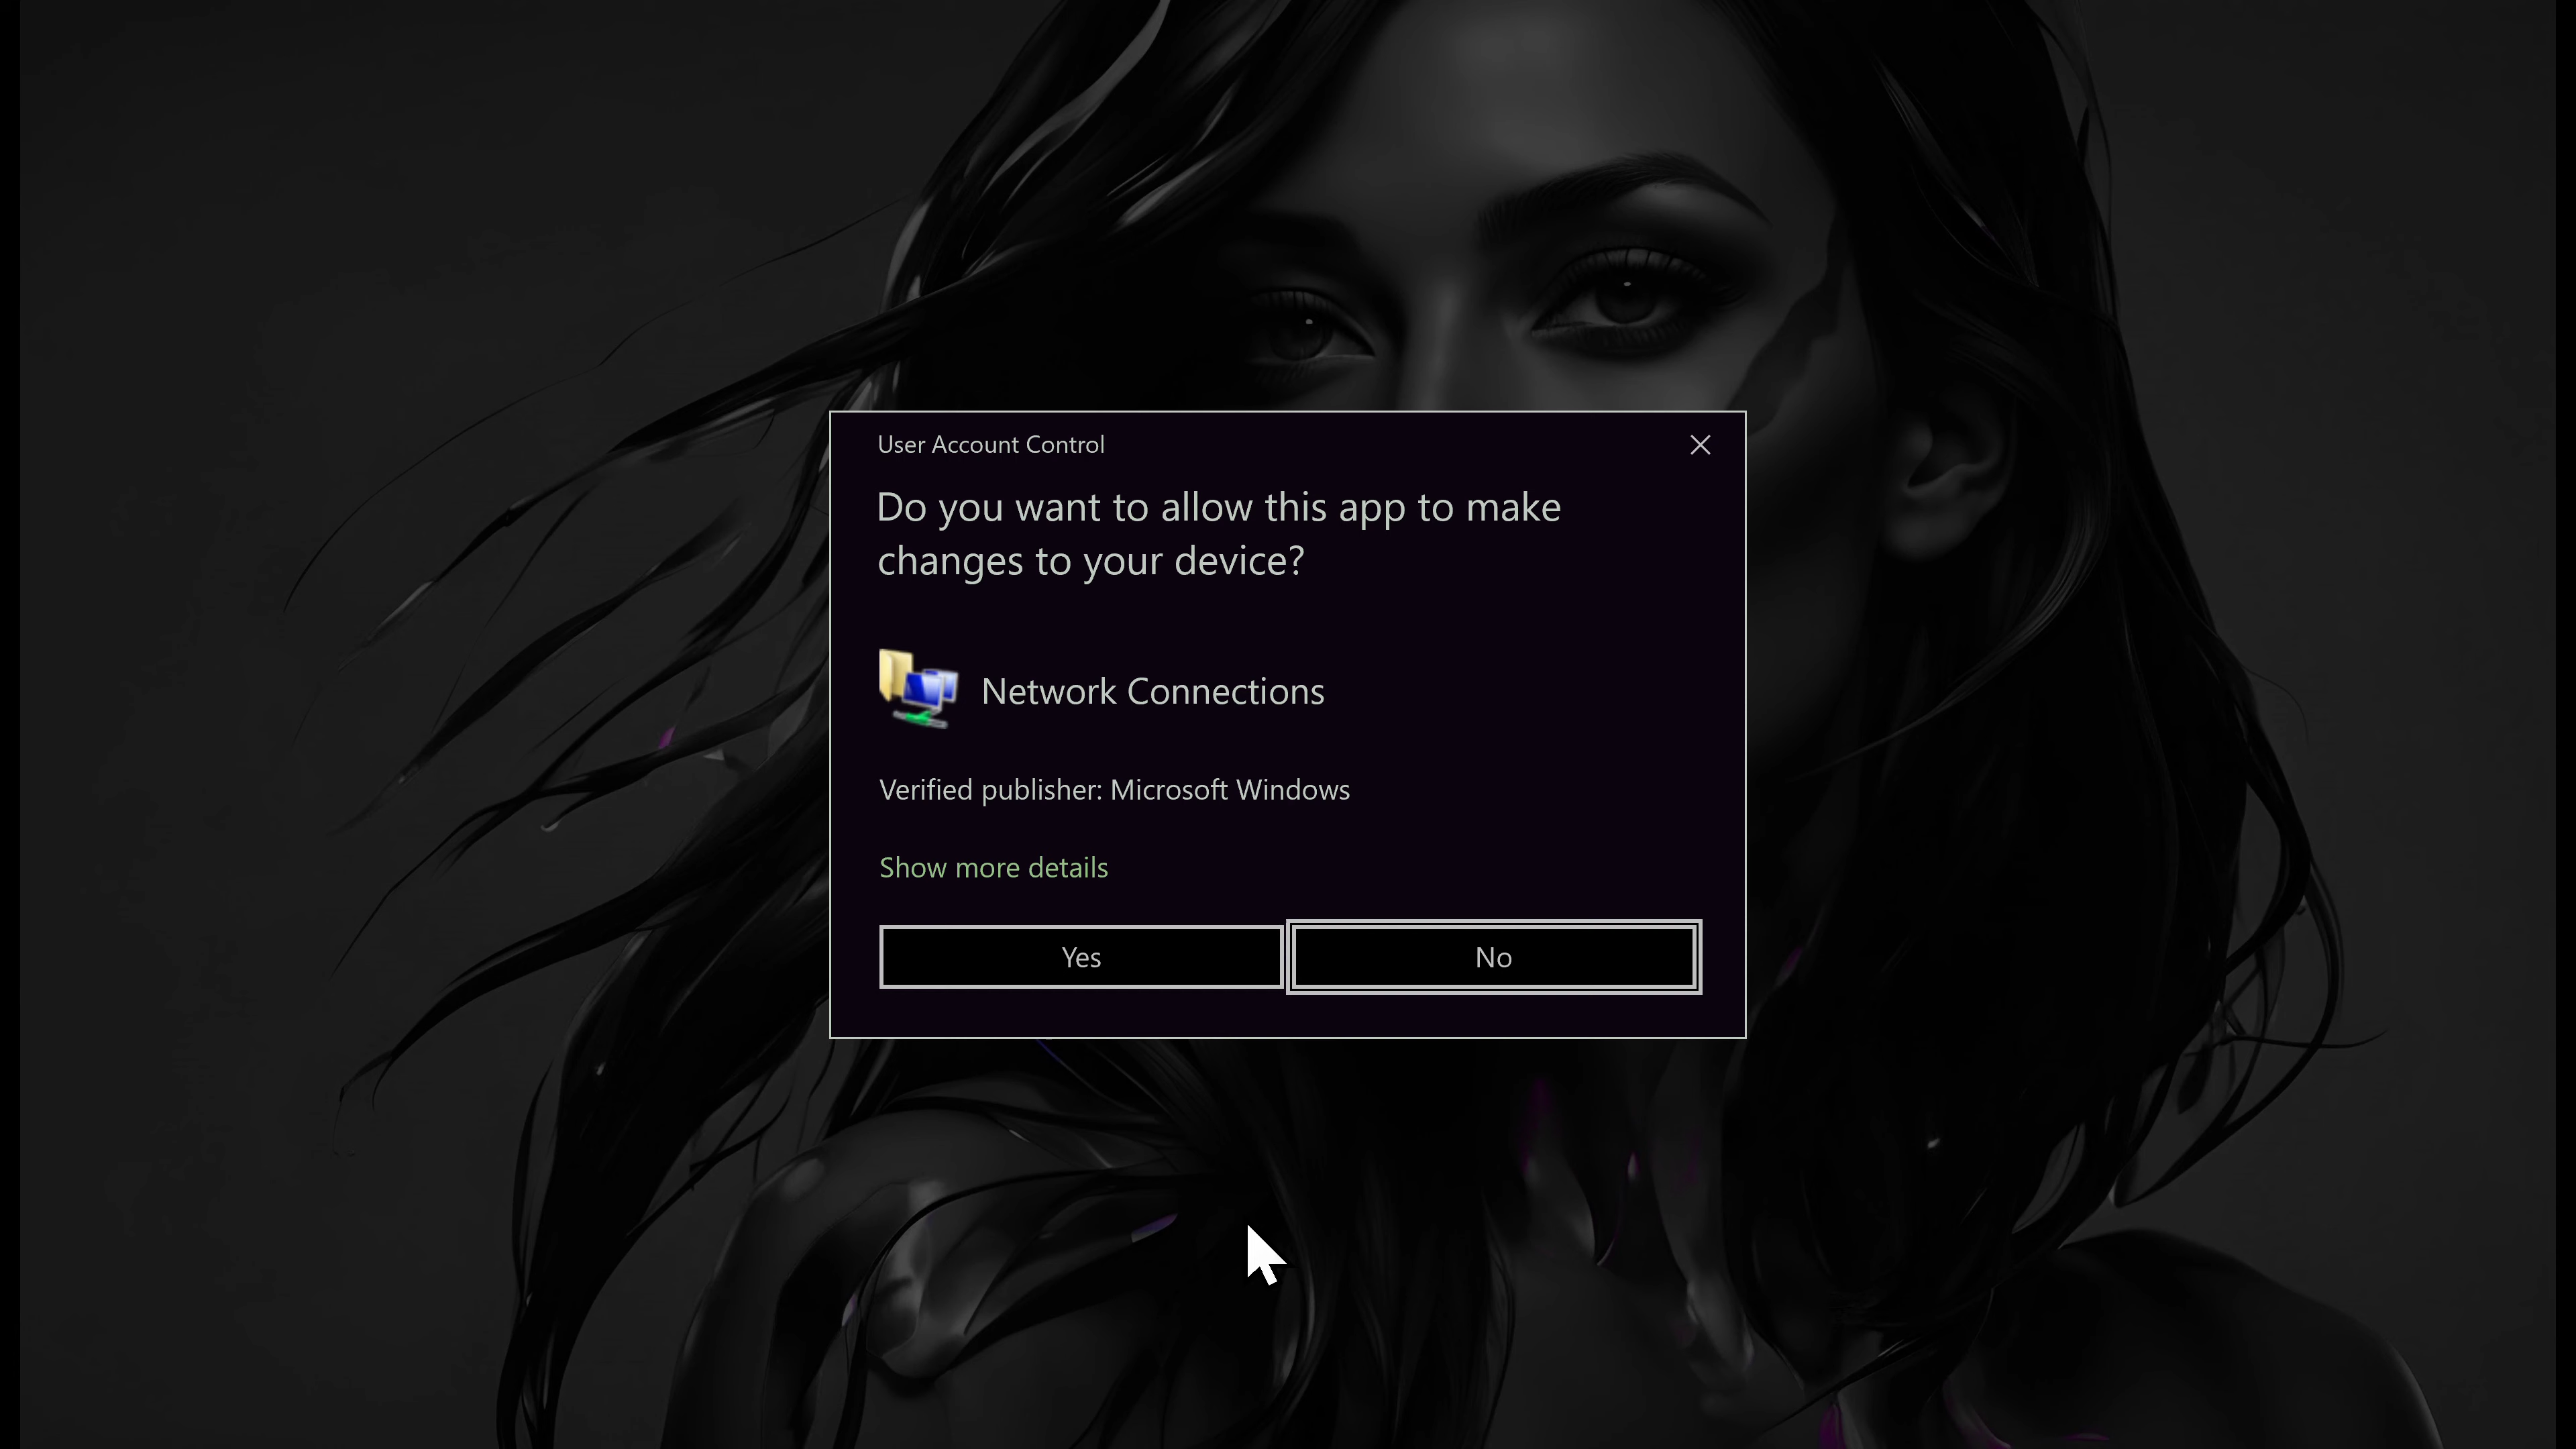 User Account Control
Do you want to allow this app to make
changes to your device?
Network Connections
Verified publisher: Microsoft Windows
Show more details
Yes
No